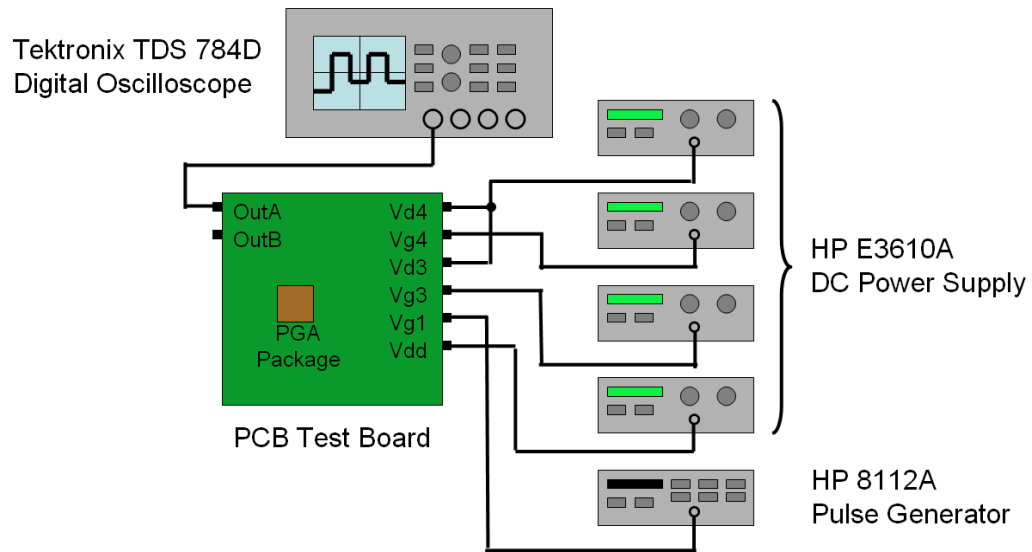 Tektronix TDS 784D
Digital Oscilloscope
OutA
OutB
Vd4
Vg4
Vd3
Vg3
Vg1
Vdd
PGA
Package
PCB Test Board
HP E3610A
DC Power Supply
HP 8112A
Pulse Generator